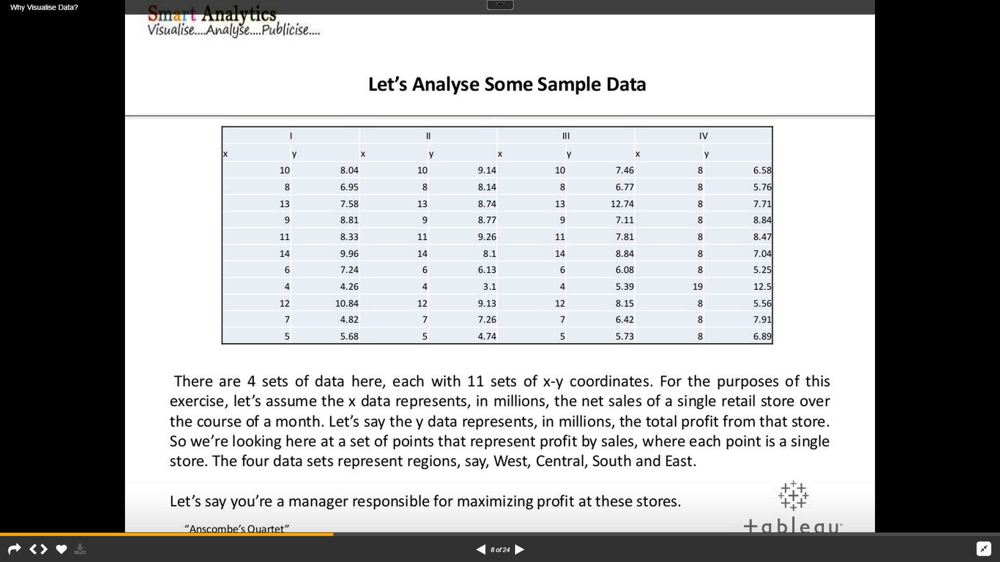 Why Visualise Data?
Smart Analytics
Visualise....Analyse....Publicise....
Let’s Analyse Some Sample Data
I II III IV
x y x y x y x y
10 8.04 10 9.14 10 7.46 8 6.58
8 6.95 8 8.14 8 6.77 8 5.76
13 7.58 13 8.74 13 12.74 8 7.71
9 8.81 9 8.77 9 7.11 8 8.84
11 8.33 11 9.26 11 7.81 8 8.47
14 9.96 14 8.1 14 8.84 8 7.04
6 7.24 6 6.13 6 6.08 8 5.25
4 4.26 4 3.1 4 5.39 19 12.5
12 10.84 12 9.13 12 8.15 8 5.56
7 4.82 7 7.26 7 6.42 8 7.91
5 5.68 5 4.74 5 5.73 8 6.89
There are 4 sets of data here, each with 11 sets of x-y coordinates. For the purposes of this
exercise, let’s assume the x data represents, in millions, the net sales of a single retail store over
the course of a month. Let’s say the y data represents, in millions, the total profit from that store.
So we’re looking here at a set of points that represent profit by sales, where each point is a single
store. The four data sets represent regions, say, West, Central, South and East.
Let’s say you’re a manager responsible for maximizing profit at these stores.
“Anscombe’s Quartet”
+ableau
8 of 24